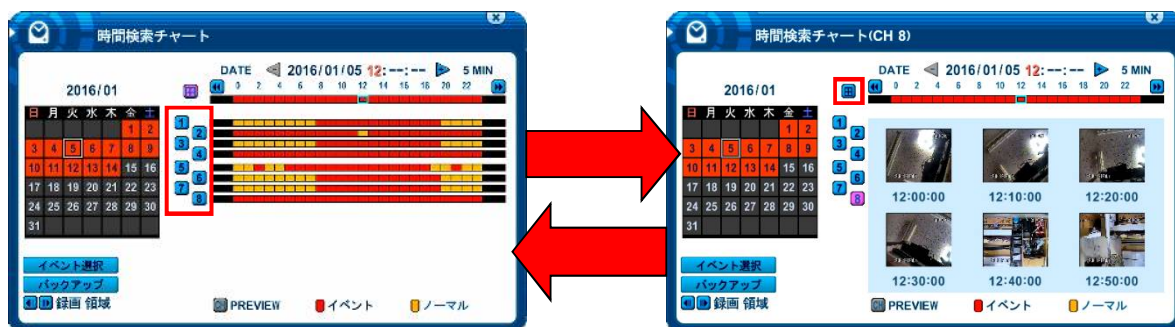 時間検索チャート
DATE 2016/01/05 12:--:-- 5 MIN
0 2 4 6 8 10 12 14 16 18 20 22
2016/01
日 月 火 水 木 金 土
1 2
3 4 5 6 7 8 9
10 11 12 13 14 15 16
17 18 19 20 21 22 23
24 25 26 27 28 29 30
31
1
2
3
4
5
6
7
8
イベント選択
バックアップ
録画 領域
PREVIEW イベント ノーマル
時間検索チャート(CH 8)
DATE 2016/01/05 12:--:-- 5 MIN
0 2 4 6 8 10 12 14 16 18 20 22
2016/01
日 月 火 水 木 金 土
1 2
3 4 5 6 7 8 9
10 11 12 13 14 15 16
17 18 19 20 21 22 23
24 25 26 27 28 29 30
31
1
2
3
4
5
6
7
8
12:00:00 12:10:00 12:20:00
12:30:00 12:40:00 12:50:00
イベント選択
バックアップ
録画 領域
PREVIEW イベント ノーマル